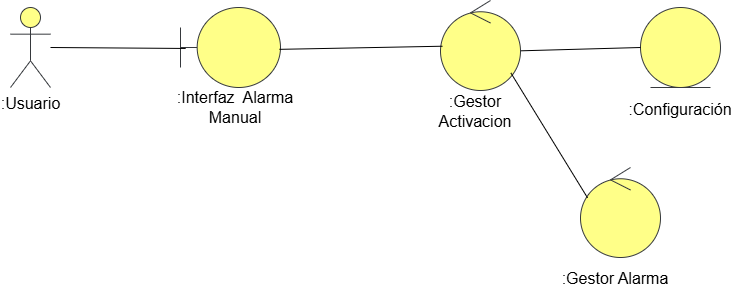 :Usuario
:Interfaz Alarma
Manual
:Gestor
Activacion
:Configuración
:Gestor Alarma